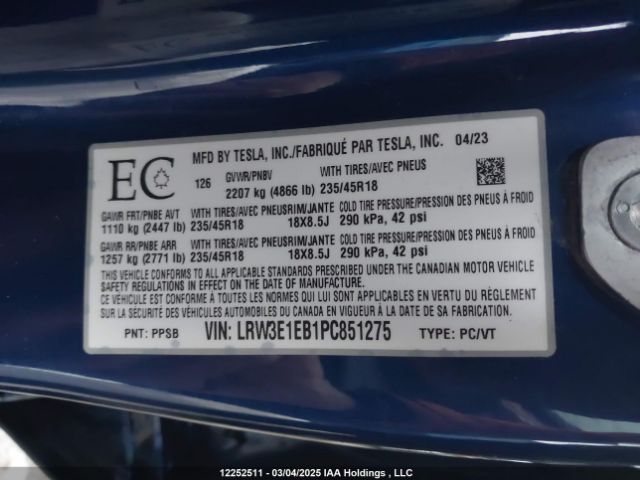 MFD BY TESLA, INC./FABRIQUÉ PAR TESLA, INC. 04/23
EC 126 GVWR/PNBV WITH TIRES/AVEC PNEUS
2207 kg (4866 lb) 235/45R18
GAWR FRT/PNBE AVT WITH TIRES/AVEC PNEUS RIM/JANTE COLD TIRE PRESSURE/PRESSION DES PNEUS À FROID
1110 kg (2447 lb) 235/45R18 18X8.5J 290 kPa, 42 psi
GAWR RR/PNBE ARR WITH TIRES/AVEC PNEUS RIM/JANTE COLD TIRE PRESSURE/PRESSION DES PNEUS À FROID
1257 kg (2771 lb) 235/45R18 18X8.5J 290 kPa, 42 psi
THIS VEHICLE CONFORMS TO ALL APPLICABLE STANDARDS PRESCRIBED UNDER THE CANADIAN MOTOR VEHICLE
SAFETY REGULATIONS IN EFFECT ON THE DATE OF MANUFACTURE.
CE VÉHICULE EST CONFORME À TOUTES LES NORMES QUI LUI SONT APPLICABLES EN VERTU DU RÈGLEMENT
SUR LA SÉCURITÉ DES VÉHICULES AUTOMOBILES DU CANADA EN VIGUEUR À LA DATE DE SA FABRICATION.
PNT: PPSB VIN: LRW3E1EB1PC851275 TYPE: PC/VT
12252511 - 03/04/2025 IAA Holdings , LLC